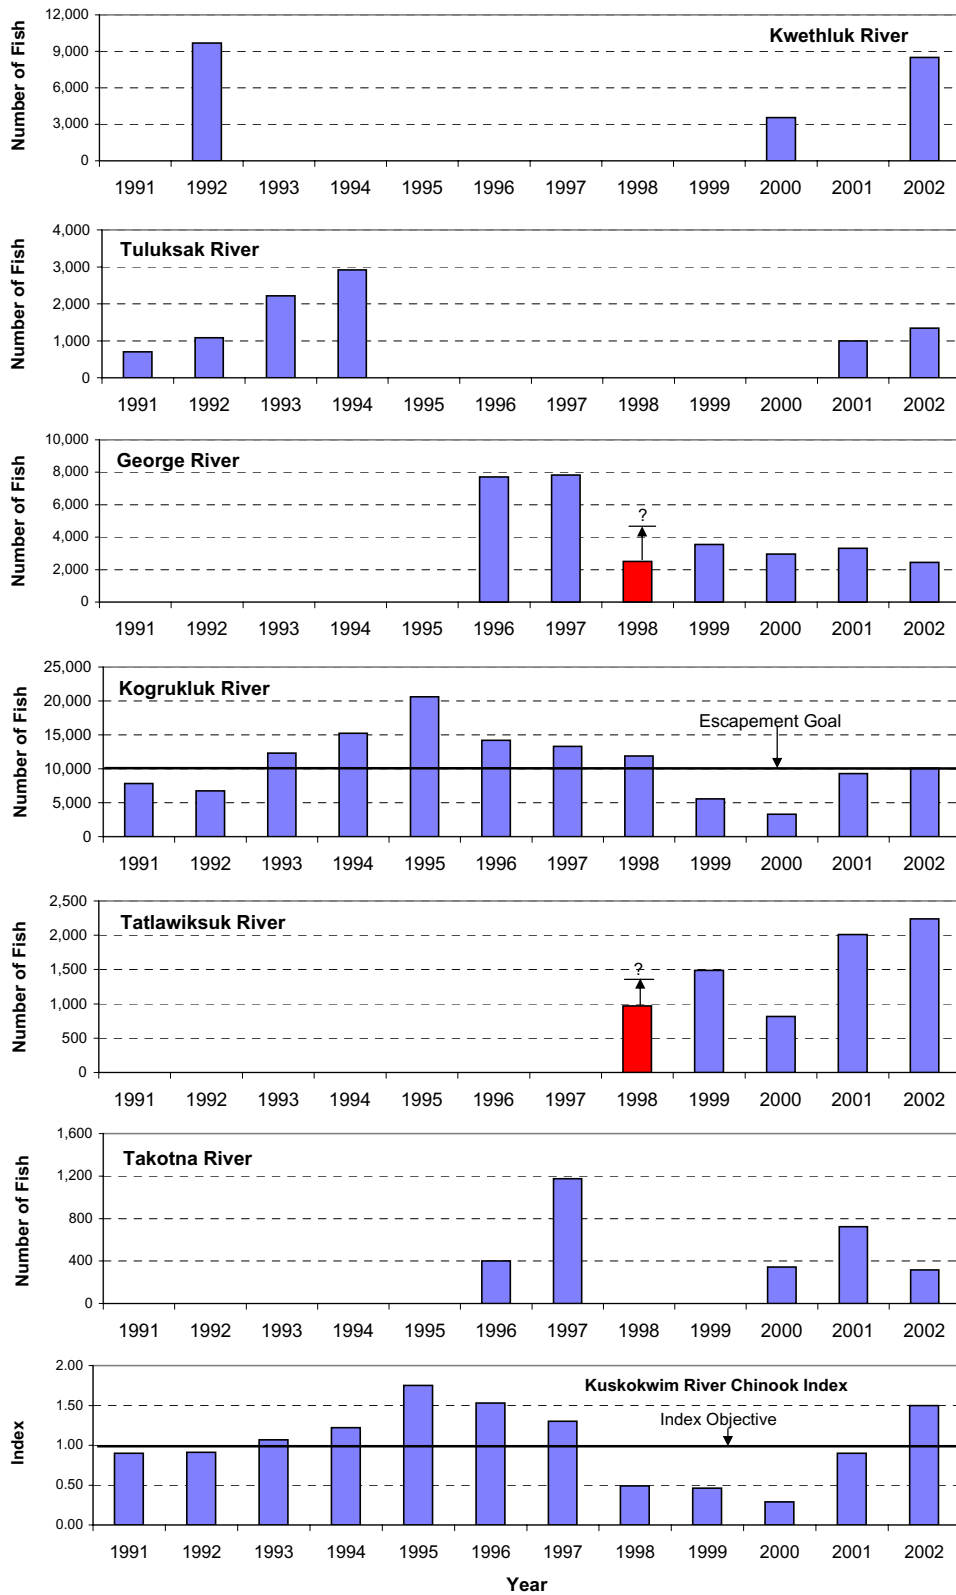 Number of Fish
12,000
9,000
6,000
3,000
0
Kwethluk River
1991 1992 1993 1994 1995 1996 1997 1998 1999 2000 2001 2002
Number of Fish
4,000
3,000
2,000
1,000
0
Tuluksak River
1991 1992 1993 1994 1995 1996 1997 1998 1999 2000 2001 2002
Number of Fish
10,000
8,000
6,000
4,000
2,000
0
George River
?
1991 1992 1993 1994 1995 1996 1997 1998 1999 2000 2001 2002
Number of Fish
25,000
20,000
15,000
10,000
5,000
0
Kogrukluk River
Escapement Goal
1991 1992 1993 1994 1995 1996 1997 1998 1999 2000 2001 2002
Number of Fish
2,500
2,000
1,500
1,000
500
0
Tatlawiksuk River
?
1991 1992 1993 1994 1995 1996 1997 1998 1999 2000 2001 2002
Number of Fish
1,600
1,200
800
400
0
Takotna River
1991 1992 1993 1994 1995 1996 1997 1998 1999 2000 2001 2002
Index
2.00
1.50
1.00
0.50
0.00
Kuskokwim River Chinook Index
Index Objective
1991 1992 1993 1994 1995 1996 1997 1998 1999 2000 2001 2002
Year